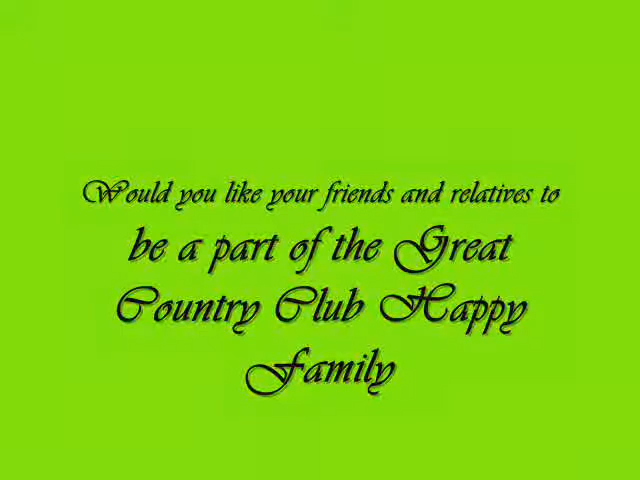 Would you like your friends and relatives to
be a part of the Great
Country Club Happy
Family